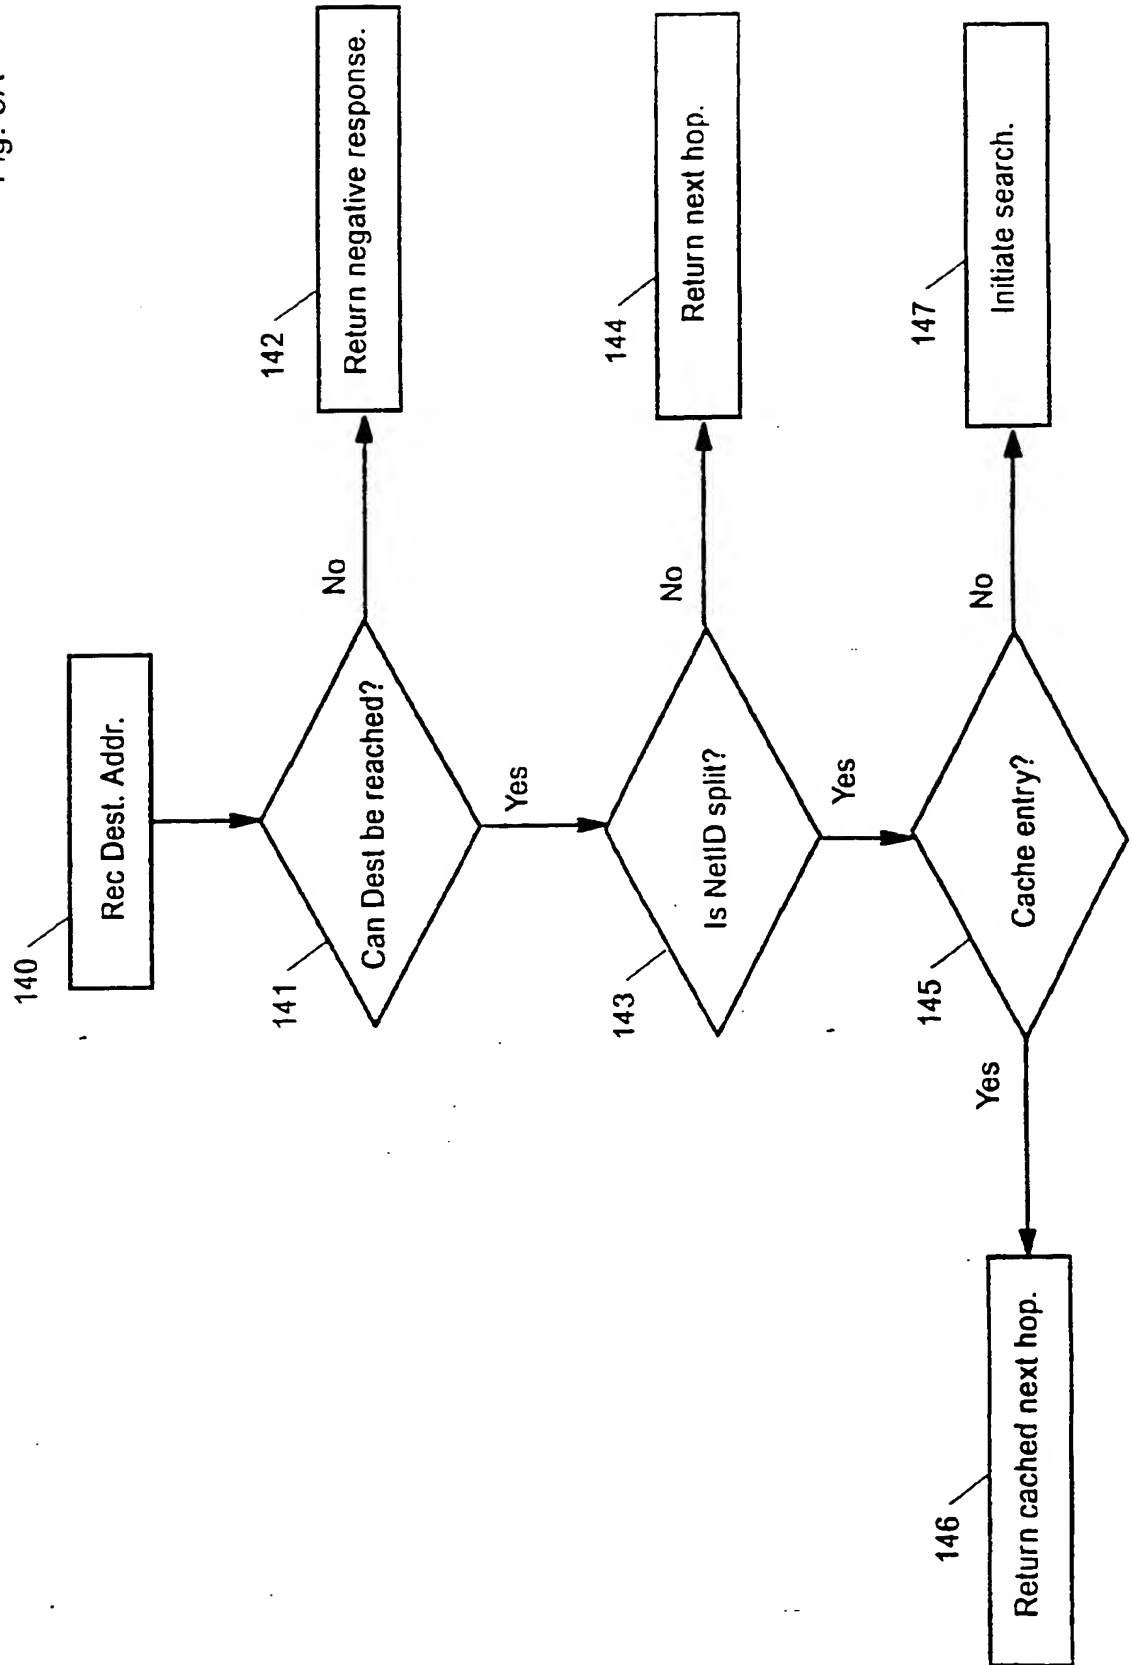 140
Rec Dest. Addr.
141
Can Dest be reached?
No
142
Return negative response.
Yes
143
Is NetID split?
No
144
Return next hop.
Yes
145
Cache entry?
No
147
Initiate search.
Yes
146
Return cached next hop.